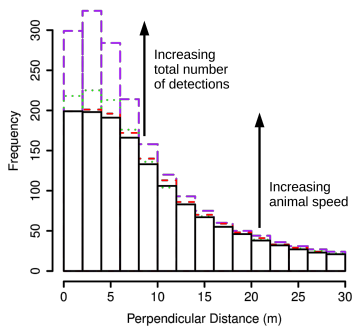 300
250
200
150
100
50
0
Frequency
Increasing
total number
of detections
Increasing
animal speed
0 5 10 15 20 25 30
Perpendicular Distance (m)